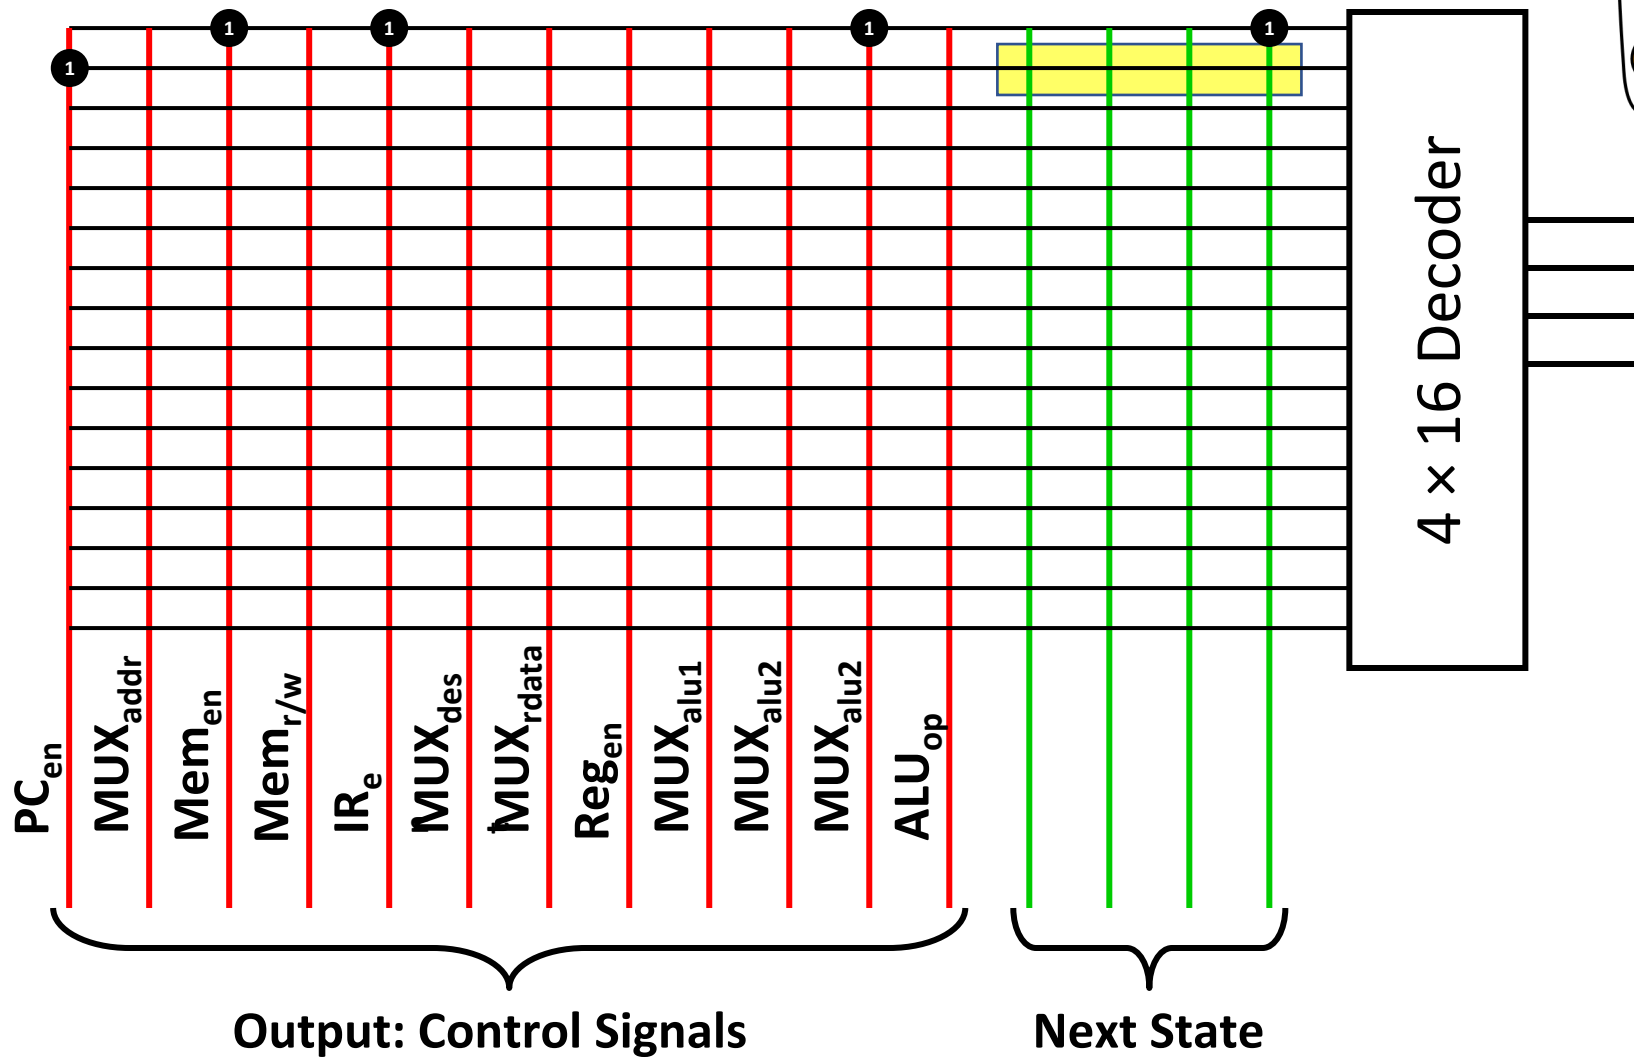 1 1 1 1
1
4 × 16 Decoder
PCen
MUXaddr
Memen
Memr/w
IRe
n
MUXdes
t
MUXrdata
Regen
MUXalu1
MUXalu2
MUXalu2
ALUop
Output: Control Signals
Next State